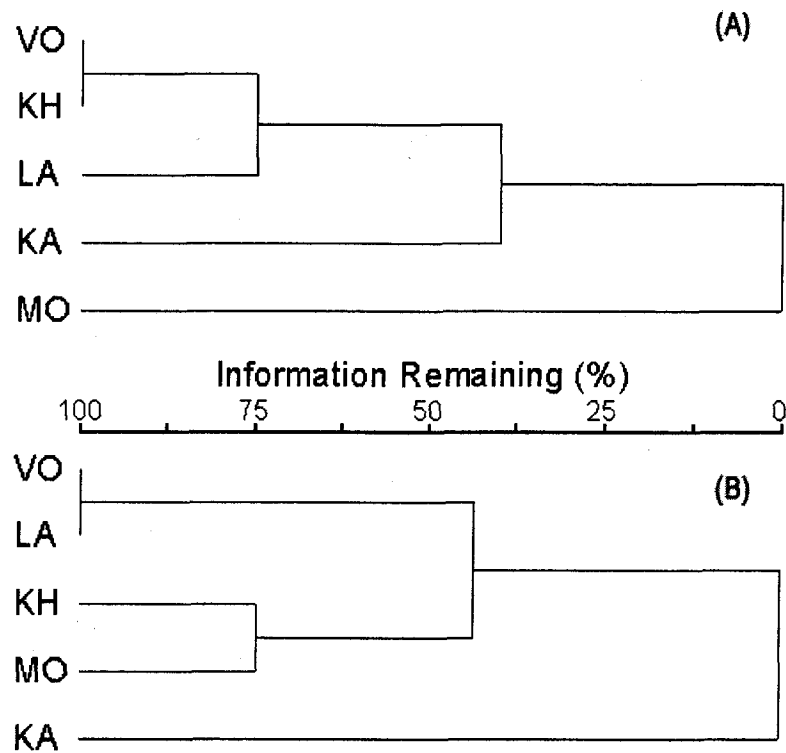 (A)
VO
KH
LA
KA
MO
Information Remaining (%)
100 75 50 25 0
VO
(B)
LA
KH
MO
KA